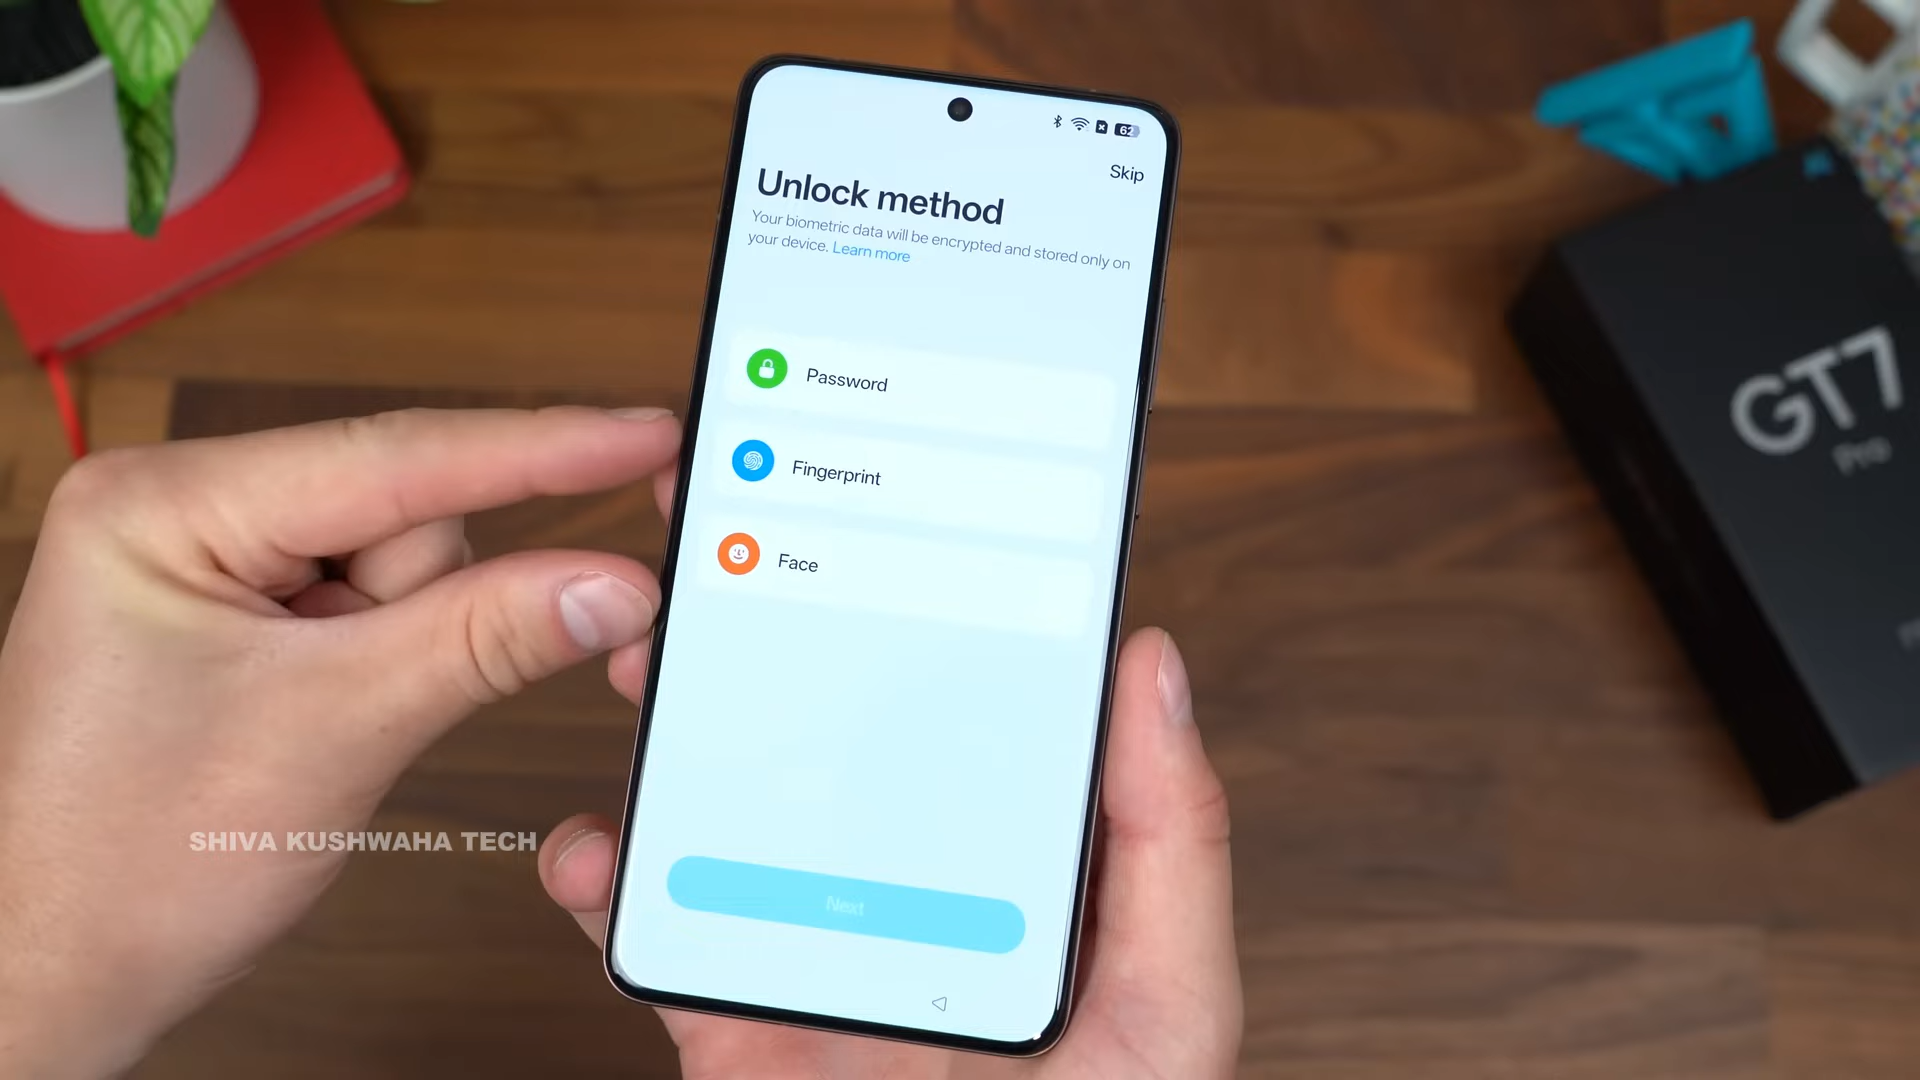 62
Skip
Unlock method
Your biometric data will be encrypted and stored only on
your device. Learn more
Password
Fingerprint
Face
Next
GT7
Pro
SHIVA KUSHWAHA TECH